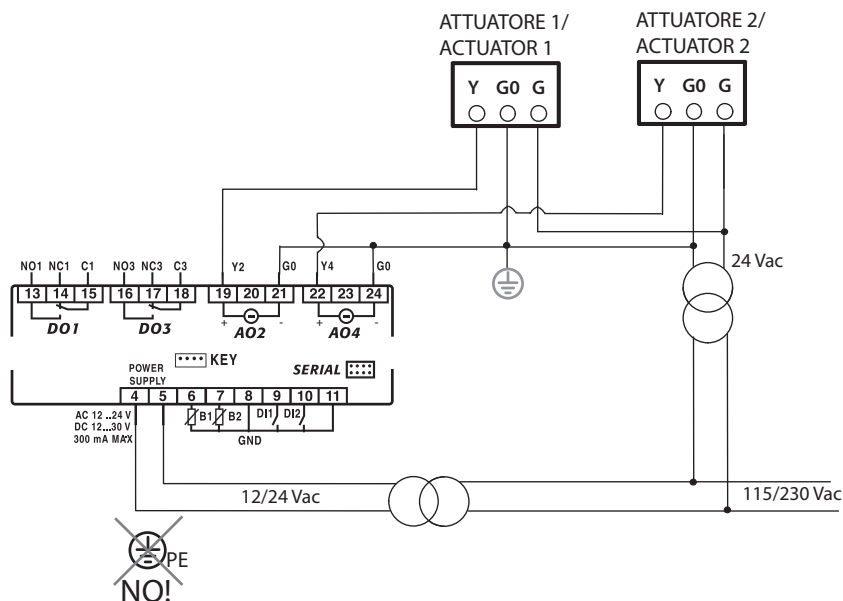 ATTUATORE 1/
ACTUATOR 1
ATTUATORE 2/
ACTUATOR 2
Y G0 G
Y G0 G
24 Vac
NO1 NC1 C1 NO3 NC3 C3 Y2 G0 Y4 G0
13 14 15 16 17 18 19 20 21 22 23 24
DO1 DO3 + AO2 - + AO4 -
KEY
SERIAL
POWER
SUPPLY
4 5 6 7 8 9 10 11
AC 12 ..24 V
DC 12...30 V
300 mA MAX
B1 B2 DI1 DI2
GND
12/24 Vac
115/230 Vac
PE
NO!